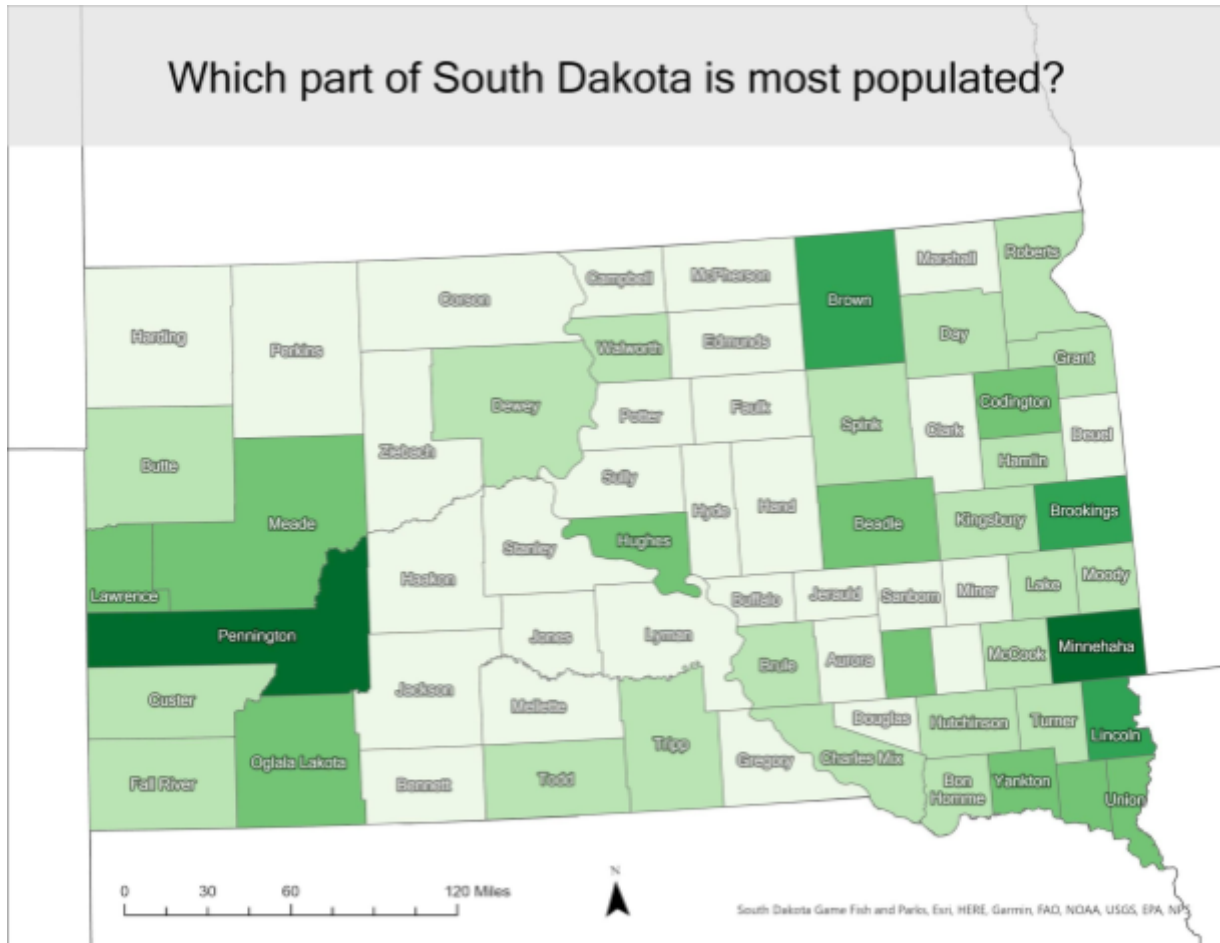 Which part of South Dakota is most populated?
Harding
Perkins
Corson
Campbell
McPherson
Brown
Marshall
Roberts
Walworth
Edmunds
Day
Grant
Butte
Dewey
Ziebach
Potter
Faulk
Spink
Clark
Codington
Deuel
Hamlin
Meade
Sully
Hyde
Hand
Beadle
Kingsbury
Brookings
Stanley
Hughes
Haakon
Lawrence
Buffalo
Jerauld
Sanborn
Miner
Lake
Moody
Pennington
Jones
Lyman
Brule
Aurora
McCook
Minnehaha
Custer
Jackson
Mellette
Tripp
Douglas
Hutchinson
Turner
Lincoln
Fall River
Oglala Lakota
Bennett
Todd
Gregory
Charles Mix
Bon
Homme
Yankton
Union
N
0 30 60 120 Miles
South Dakota Game Fish and Parks, Esri, HERE, Garmin, FAO, NOAA, USGS, EPA, NPS